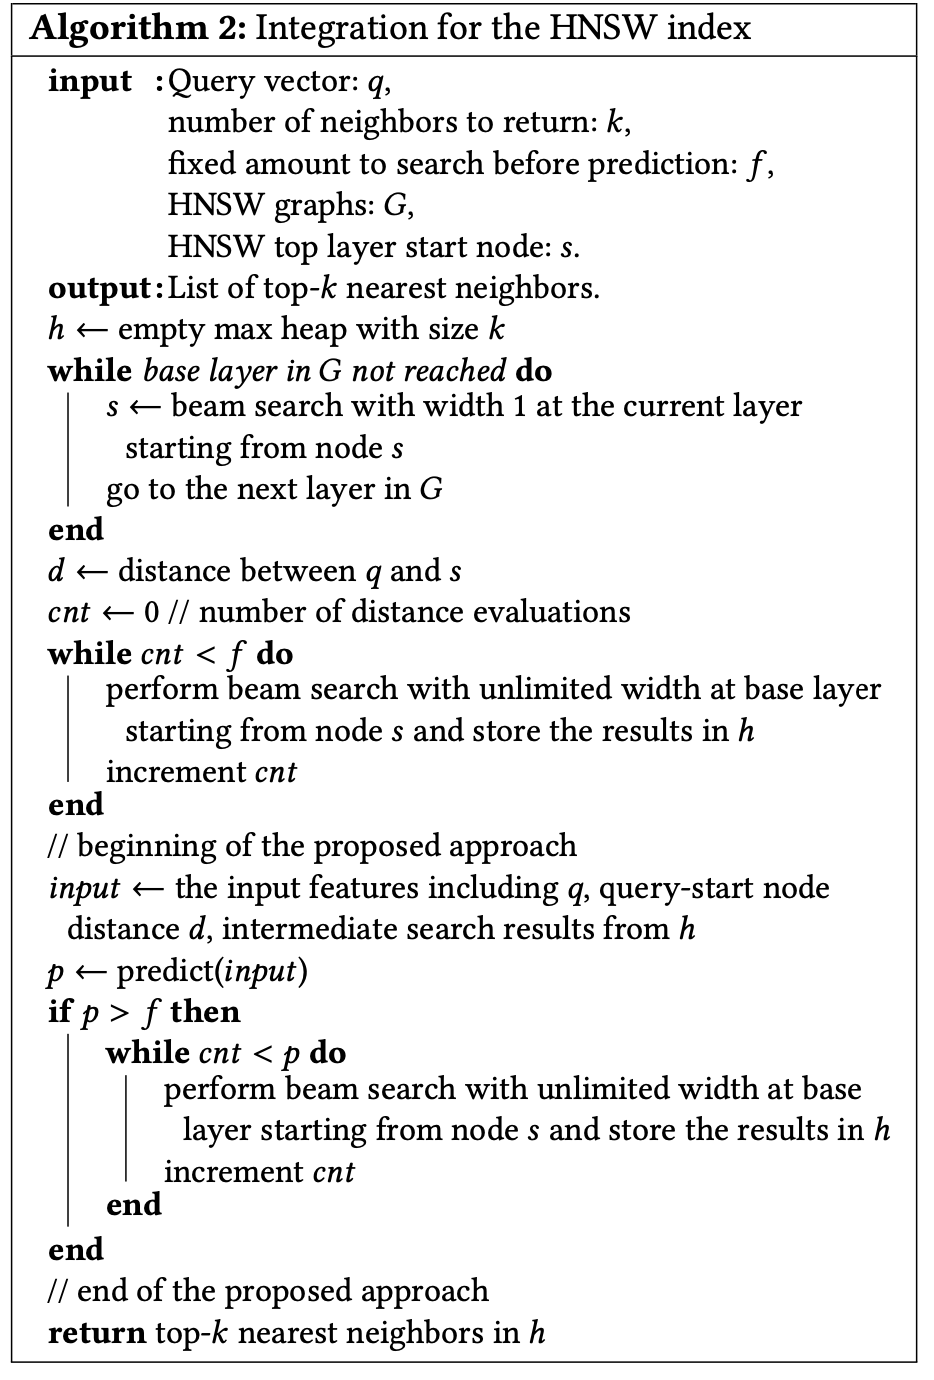 Algorithm 2: Integration for the HNSW index
input :Query vector: q,
number of neighbors to return: k,
fixed amount to search before prediction: f,
HNSW graphs: G,
HNSW top layer start node: s.
output:List of top-k nearest neighbors.
h ← empty max heap with size k
while base layer in G not reached do
s ← beam search with width 1 at the current layer
starting from node s
go to the next layer in G
end
d ← distance between q and s
cnt ← 0 // number of distance evaluations
while cnt < f do
perform beam search with unlimited width at base layer
starting from node s and store the results in h
increment cnt
end
// beginning of the proposed approach
input ← the input features including q, query-start node
distance d, intermediate search results from h
p ← predict(input)
if p > f then
while cnt < p do
perform beam search with unlimited width at base
layer starting from node s and store the results in h
increment cnt
end
end
// end of the proposed approach
return top-k nearest neighbors in h